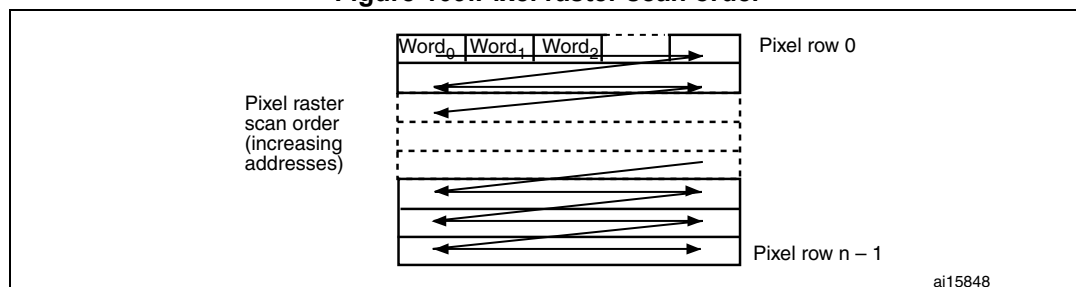 Word0 Word1 Word2
Pixel row 0
Pixel raster
scan order
(increasing
addresses)
Pixel row n – 1
ai15848